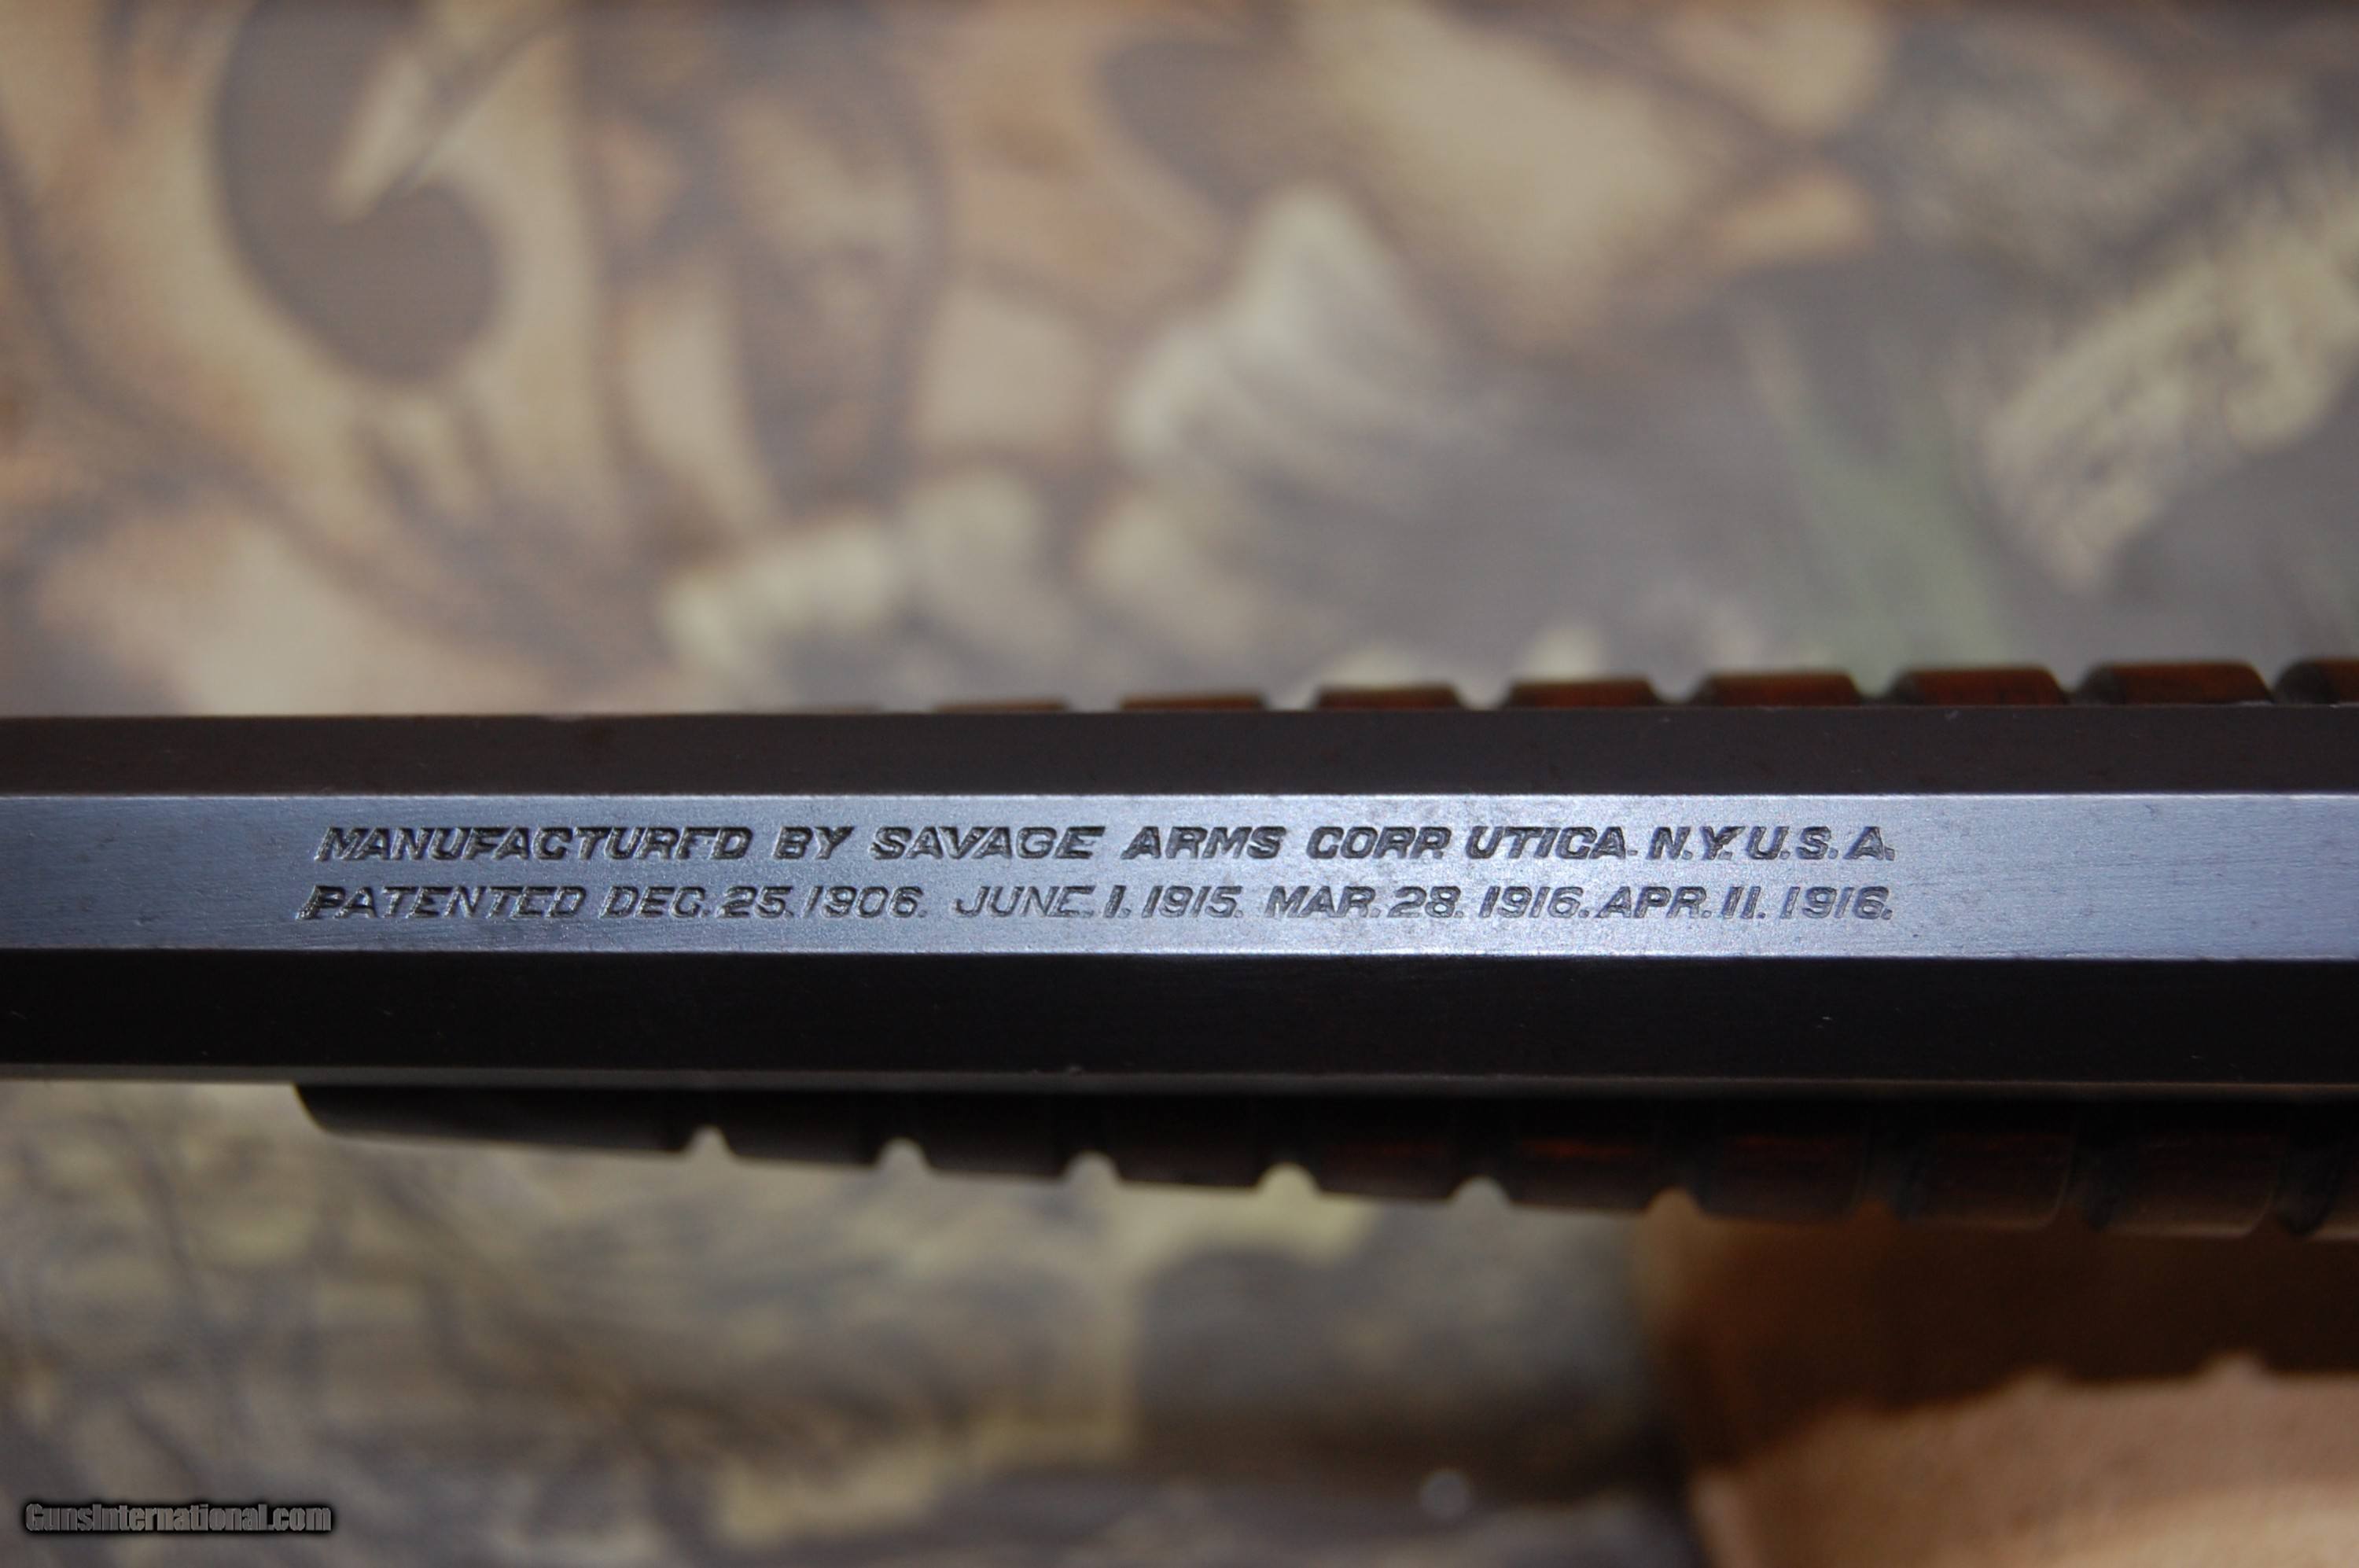 MANUFACTURED BY SAVAGE ARMS CORP. UTICA. N.Y. U.S.A.
PATENTED DEC. 25. 1906. JUNE. 1. 1915. MAR. 28. 1916. APR. 11. 1916.
GunsInternational.com